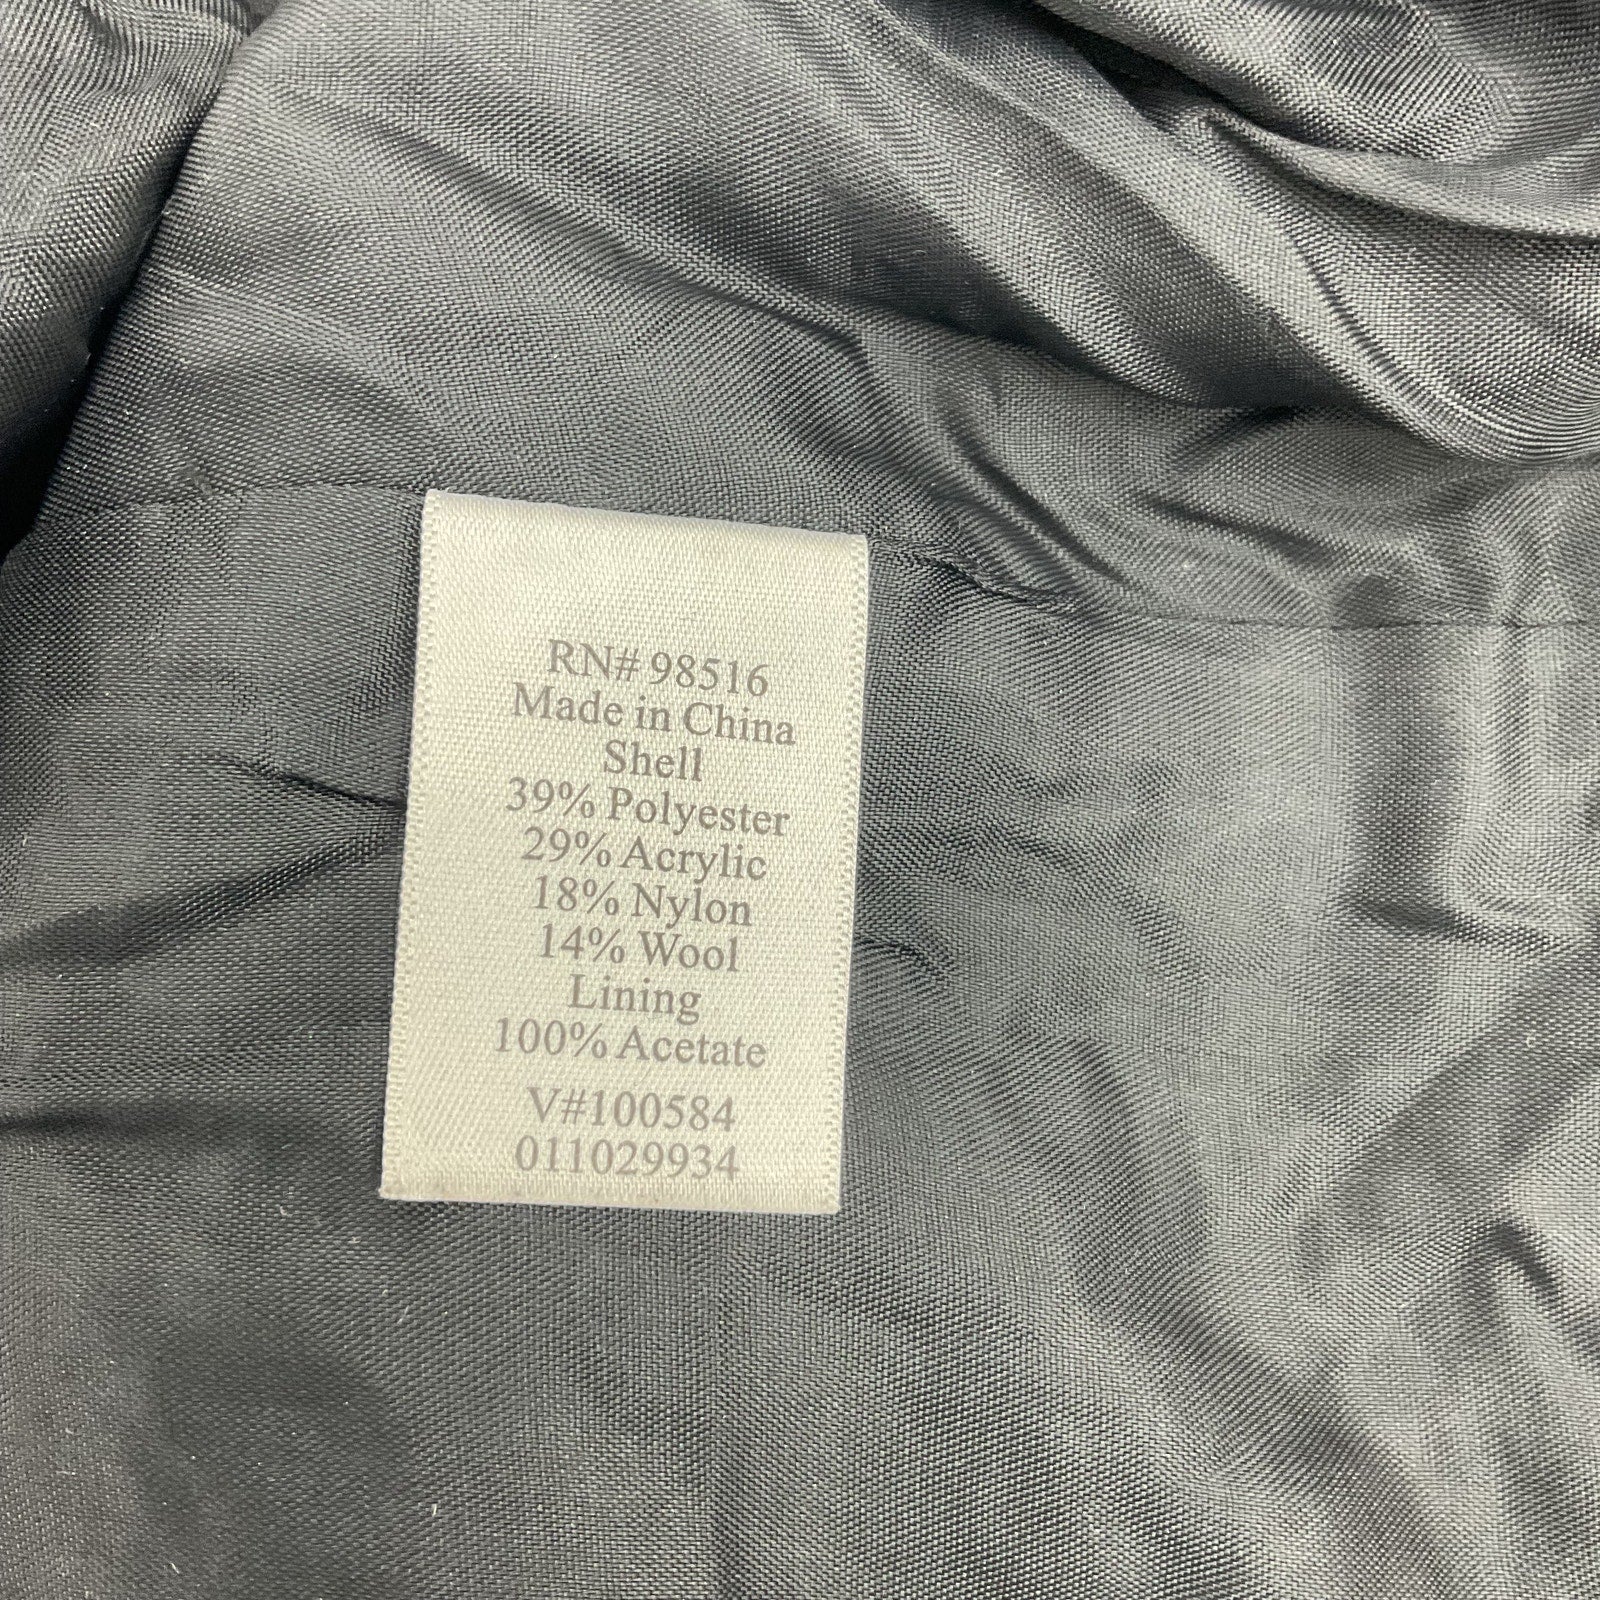 RN# 98516
Made in China
Shell
39% Polyester
29% Acrylic
18% Nylon
14% Wool
Lining
100% Acetate
V#100584
011029934